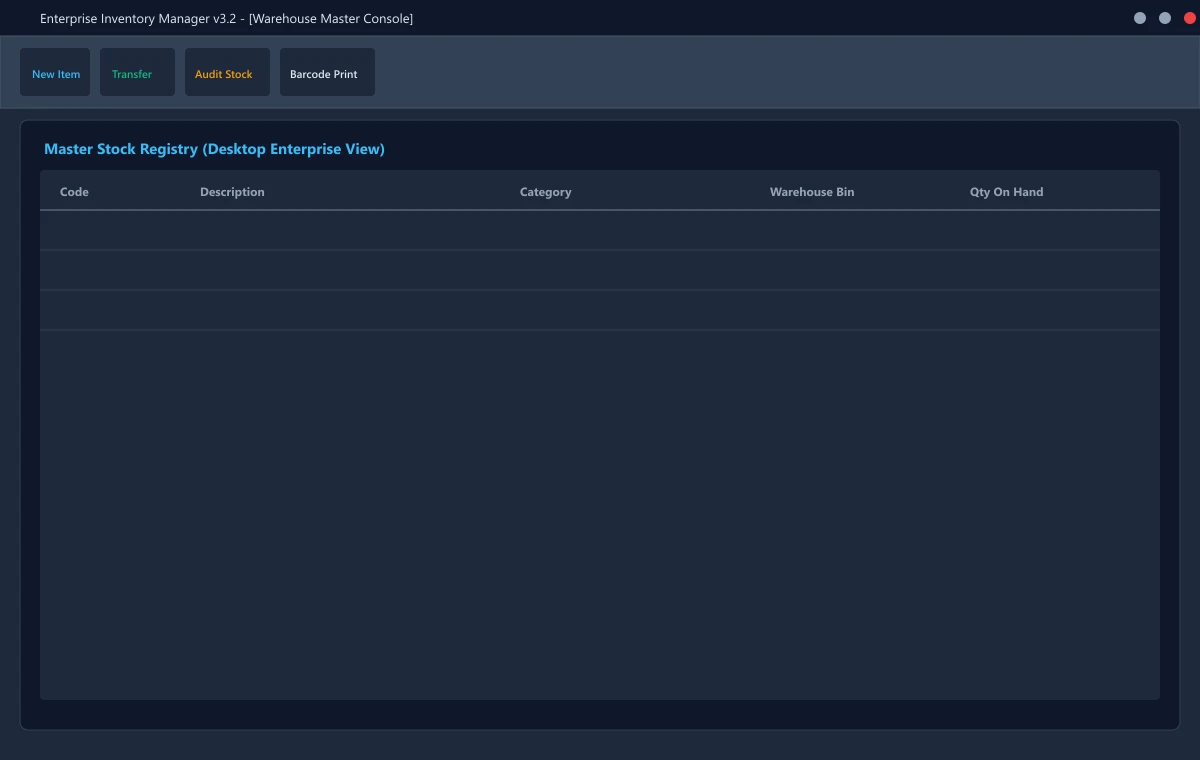 Enterprise Inventory Manager v3.2 - [Warehouse Master Console]
New Item Transfer Audit Stock Barcode Print
Master Stock Registry (Desktop Enterprise View)
Code Description Category Warehouse Bin Qty On Hand